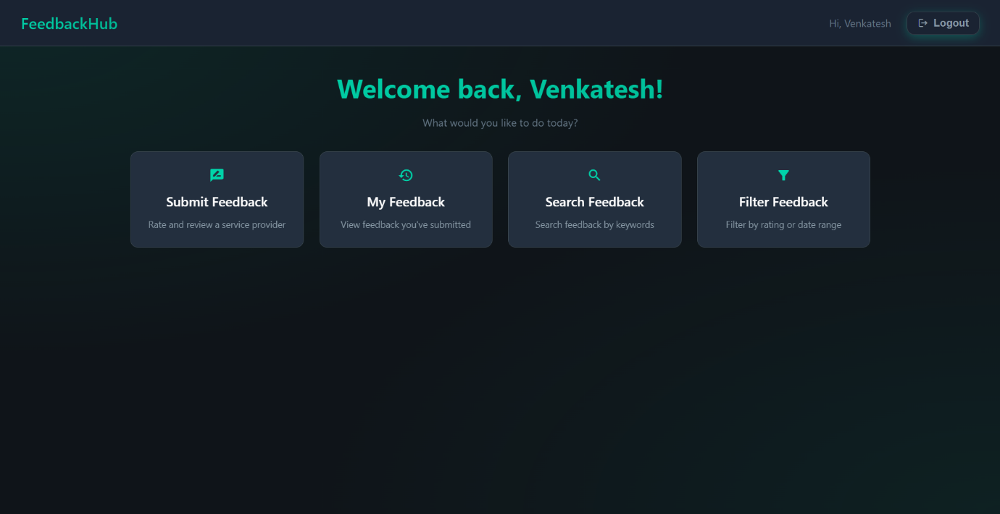 FeedbackHub
Hi, Venkatesh
Logout
Welcome back, Venkatesh!
What would you like to do today?
Submit Feedback
Rate and review a service provider
My Feedback
View feedback you've submitted
Search Feedback
Search feedback by keywords
Filter Feedback
Filter by rating or date range